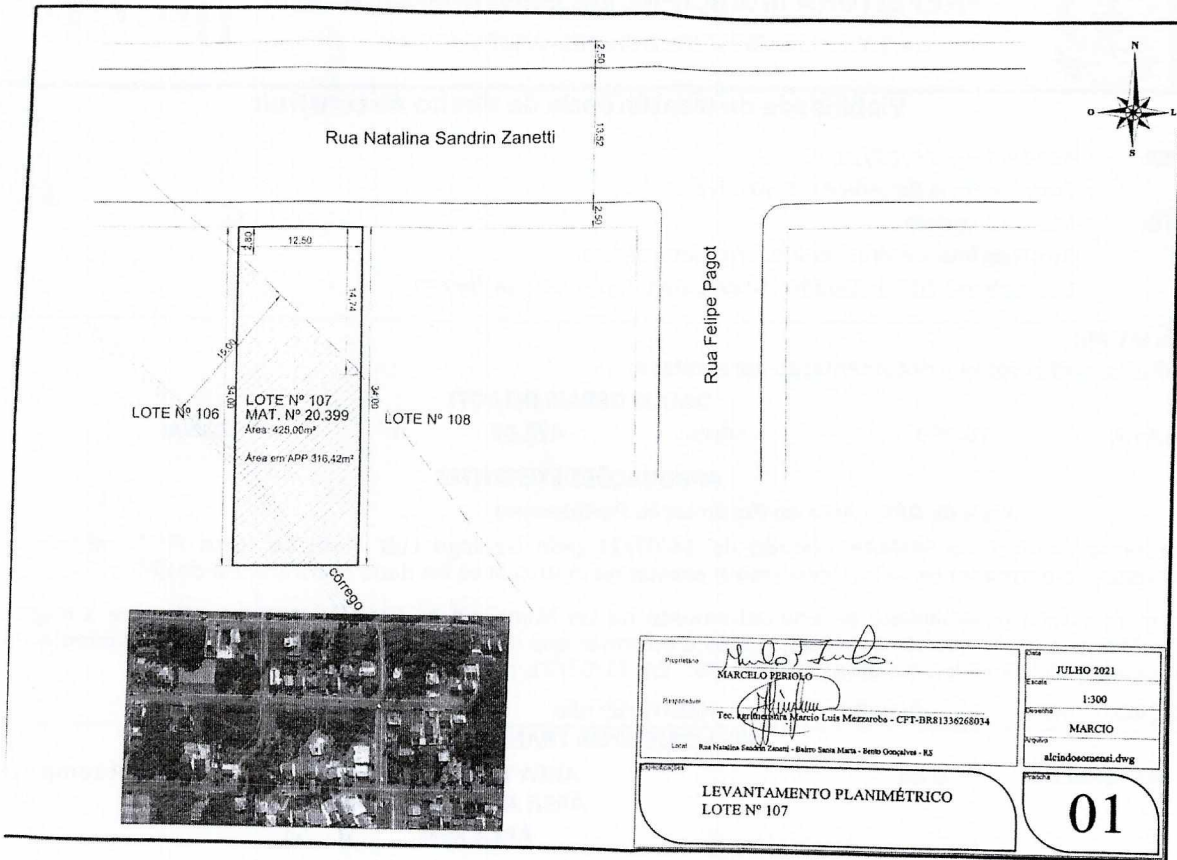 2.50
13.52
2.50
Rua Natalina Sandrin Zanetti
N
O
L
S
Rua Felipe Pagot
2.80
12.50
14.74
15.00
34.00
34.00
LOTE Nº 106
LOTE Nº 107
MAT. Nº 20.399
Área: 425,00m²
Área em APP 316,42m²
LOTE Nº 108
córrego
Proprietário
MARCELO PERIOLO
Responsável
Téc. agrimensura Marcio Luis Mezzaroba - CFT-BR81336268034
Local
Rua Natalina Sandrin Zanetti - Bairro Santa Marta - Bento Gonçalves - RS
Data
JULHO 2021
Escala
1:300
Desenho
MARCIO
Arquivo
alcindosomensi.dwg
Especificações
LEVANTAMENTO PLANIMÉTRICO
LOTE Nº 107
Prancha
01